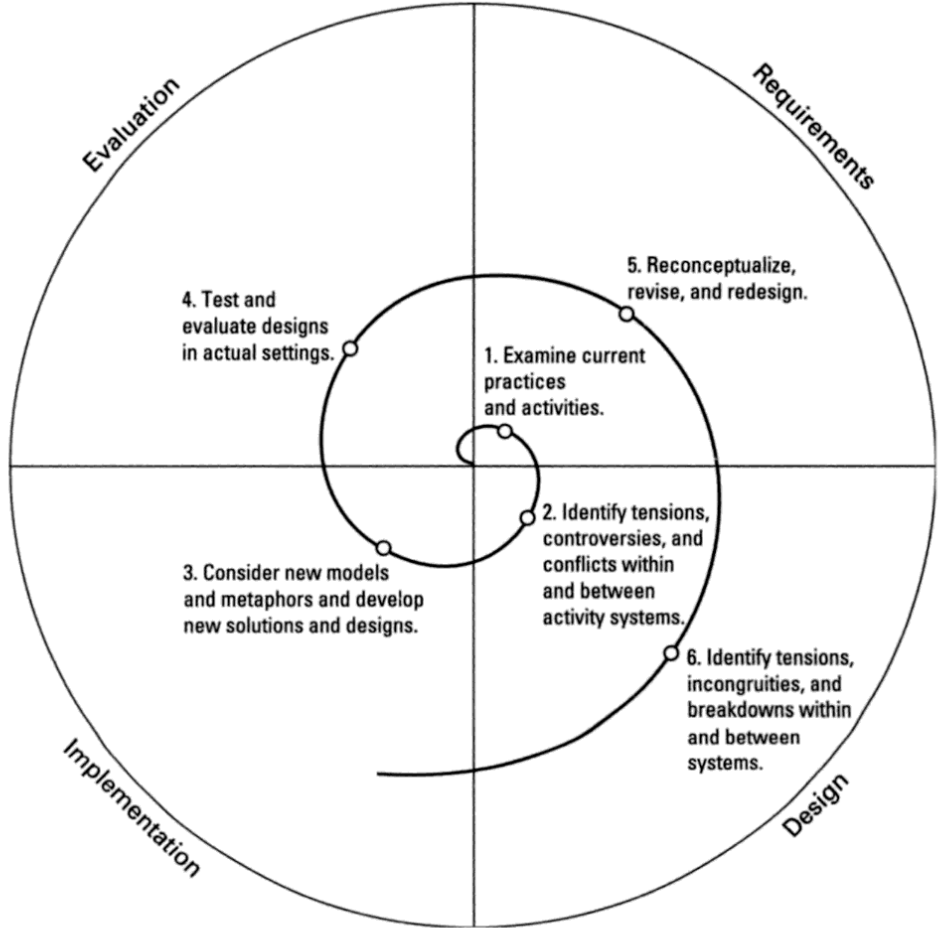 Evaluation
Requirements
5. Reconceptualize,
revise, and redesign.
4. Test and
evaluate designs
in actual settings.
1. Examine current
practices
and activities.
2. Identify tensions,
controversies, and
conflicts within
and between
activity systems.
3. Consider new models
and metaphors and develop
new solutions and designs.
6. Identify tensions,
incongruities, and
breakdowns within
and between
systems.
Implementation
Design